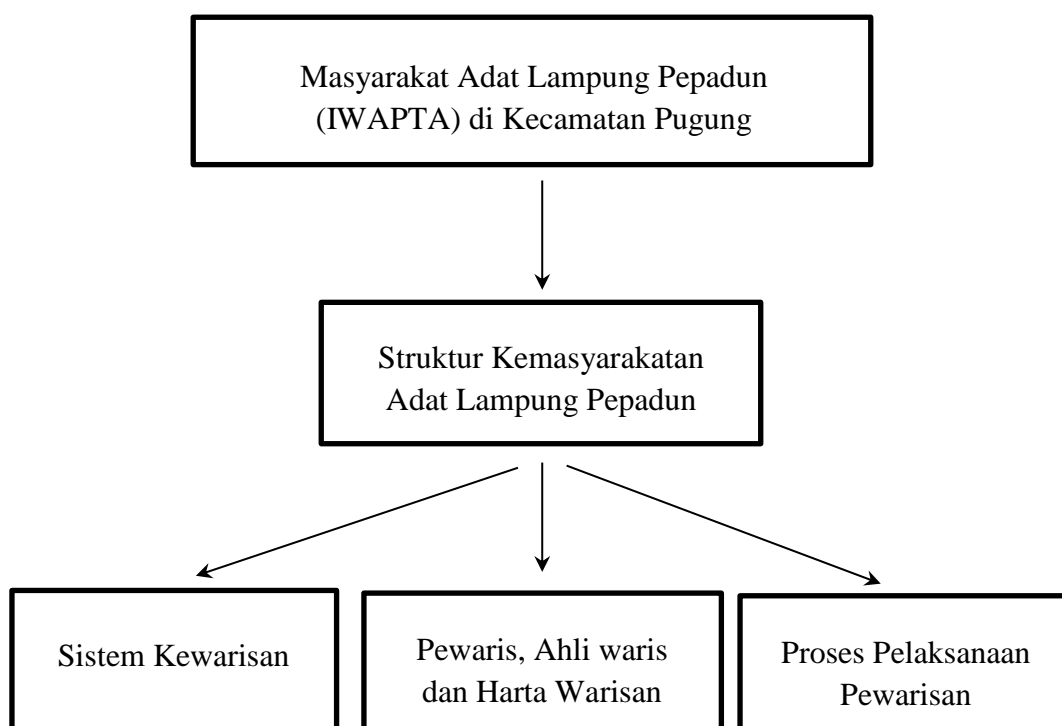 Masyarakat Adat Lampung Pepadun
(IWAPTA) di Kecamatan Pugung
Struktur Kemasyarakatan
Adat Lampung Pepadun
Sistem Kewarisan
Pewaris, Ahli waris
dan Harta Warisan
Proses Pelaksanaan
Pewarisan